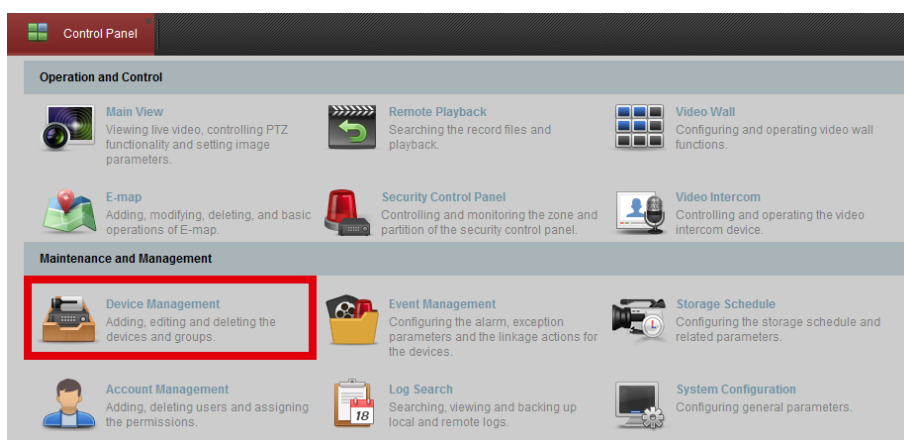 Control Panel
Operation and Control
Main View
Viewing live video, controlling PTZ
functionality and setting image
parameters.
Remote Playback
Searching the record files and
playback.
Video Wall
Configuring and operating video wall
functions.
E-map
Adding, modifying, deleting, and basic
operations of E-map.
Security Control Panel
Controlling and monitoring the zone and
partition of the security control panel.
Video Intercom
Controlling and operating the video
intercom device.
Maintenance and Management
Device Management
Adding, editing and deleting the
devices and groups.
Event Management
Configuring the alarm, exception
parameters and the linkage actions for
the devices.
Storage Schedule
Configuring the storage schedule and
related parameters.
Account Management
Adding, deleting users and assigning
the permissions.
18
Log Search
Searching, viewing and backing up
local and remote logs.
System Configuration
Configuring general parameters.